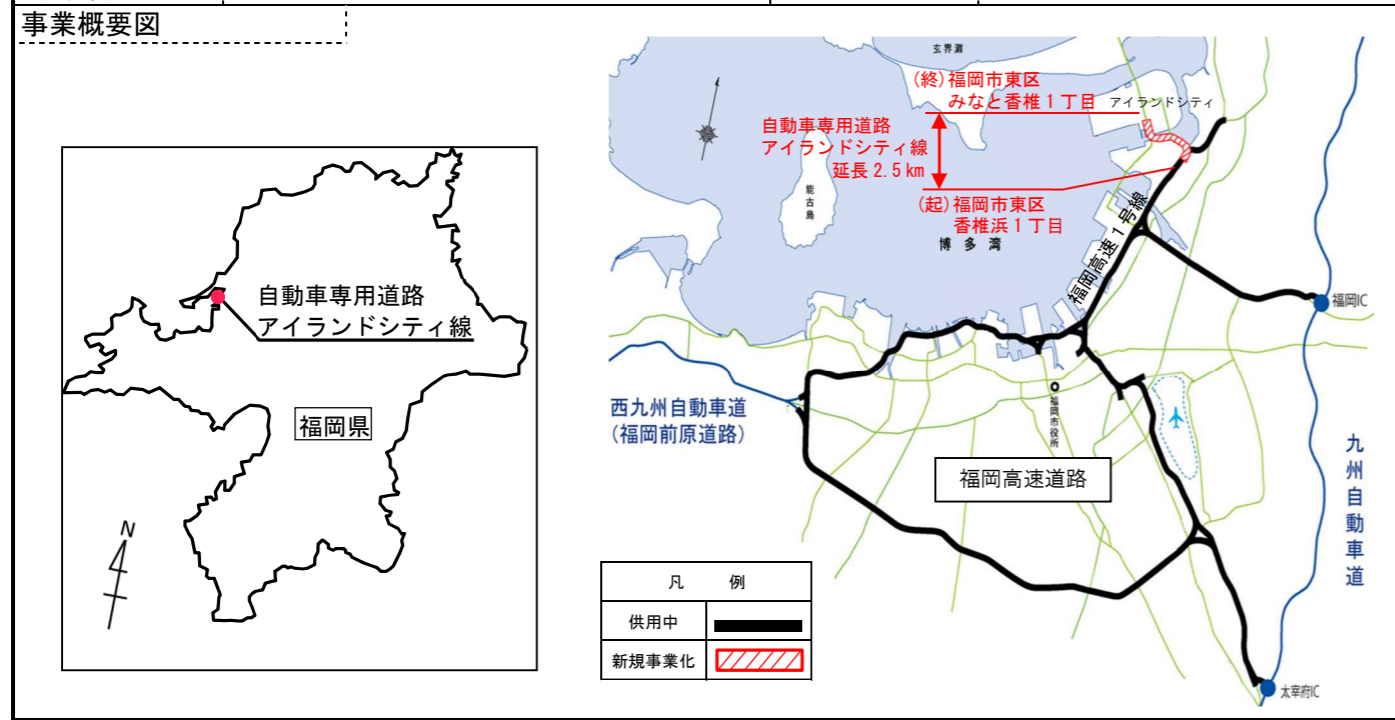 事業概要図
自動車専用道路
アイランドシティ線
福岡県
N
玄界灘
(終)福岡市東区
みなと香椎1丁目
アイランドシティ
自動車専用道路
アイランドシティ線
延長 2.5 km
(起)福岡市東区
香椎浜1丁目
能古島
博多湾
福岡高速1号線
福岡IC
西九州自動車道
(福岡前原道路)
福岡市役所
福岡高速道路
九州自動車道
太宰府IC
凡 例
供用中
新規事業化